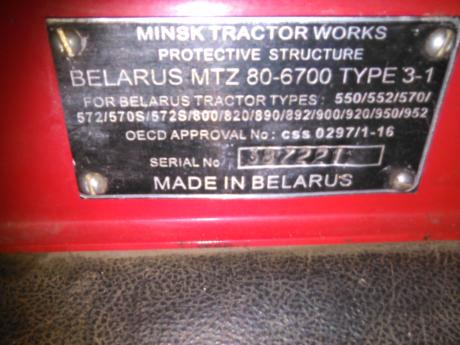 MINSK TRACTOR WORKS
PROTECTIVE STRUCTURE
BELARUS MTZ 80-6700 TYPE 3-1
FOR BELARUS TRACTOR TYPES : 550/552/570/
572/570S/572S/800/820/890/892/900/920/950/952
OECD APPROVAL No : css 0297/1-16
SERIAL No
MADE IN BELARUS